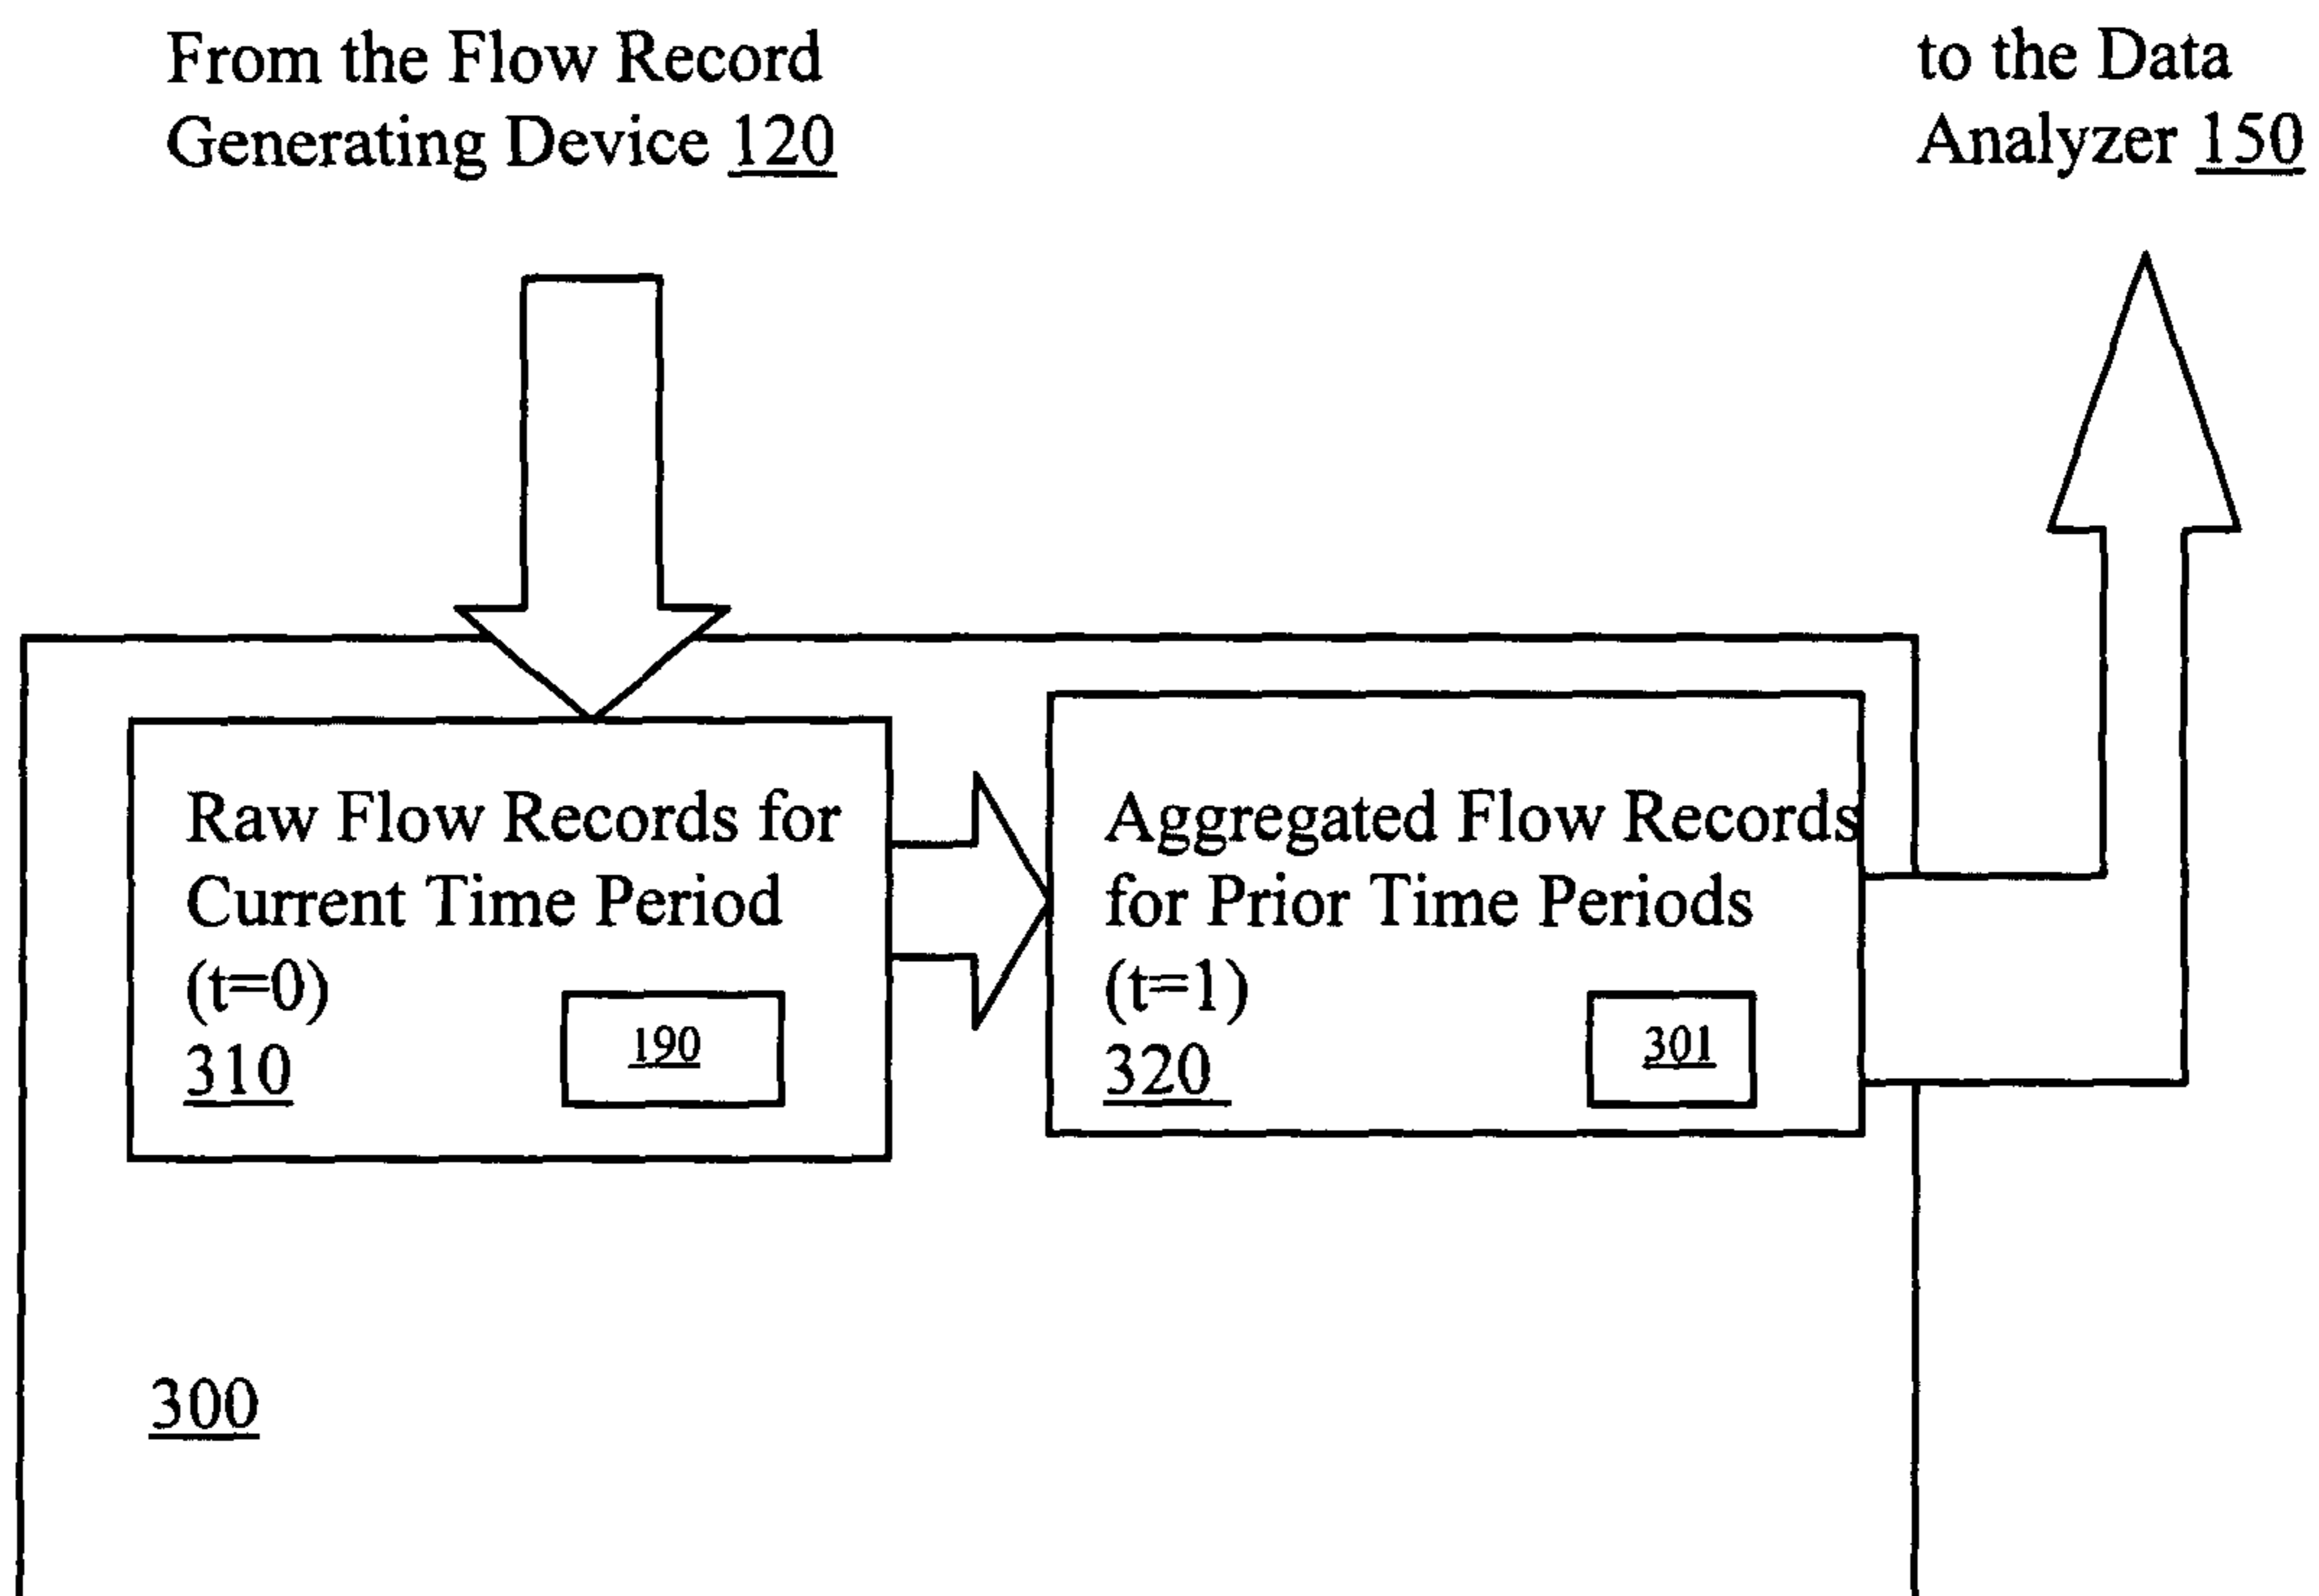 From the Flow Record
Generating Device 120
to the Data
Analyzer 150
Raw Flow Records for
Current Time Period
(t=0)
310
190
Aggregated Flow Records
for Prior Time Periods
(t=1)
320
301
300